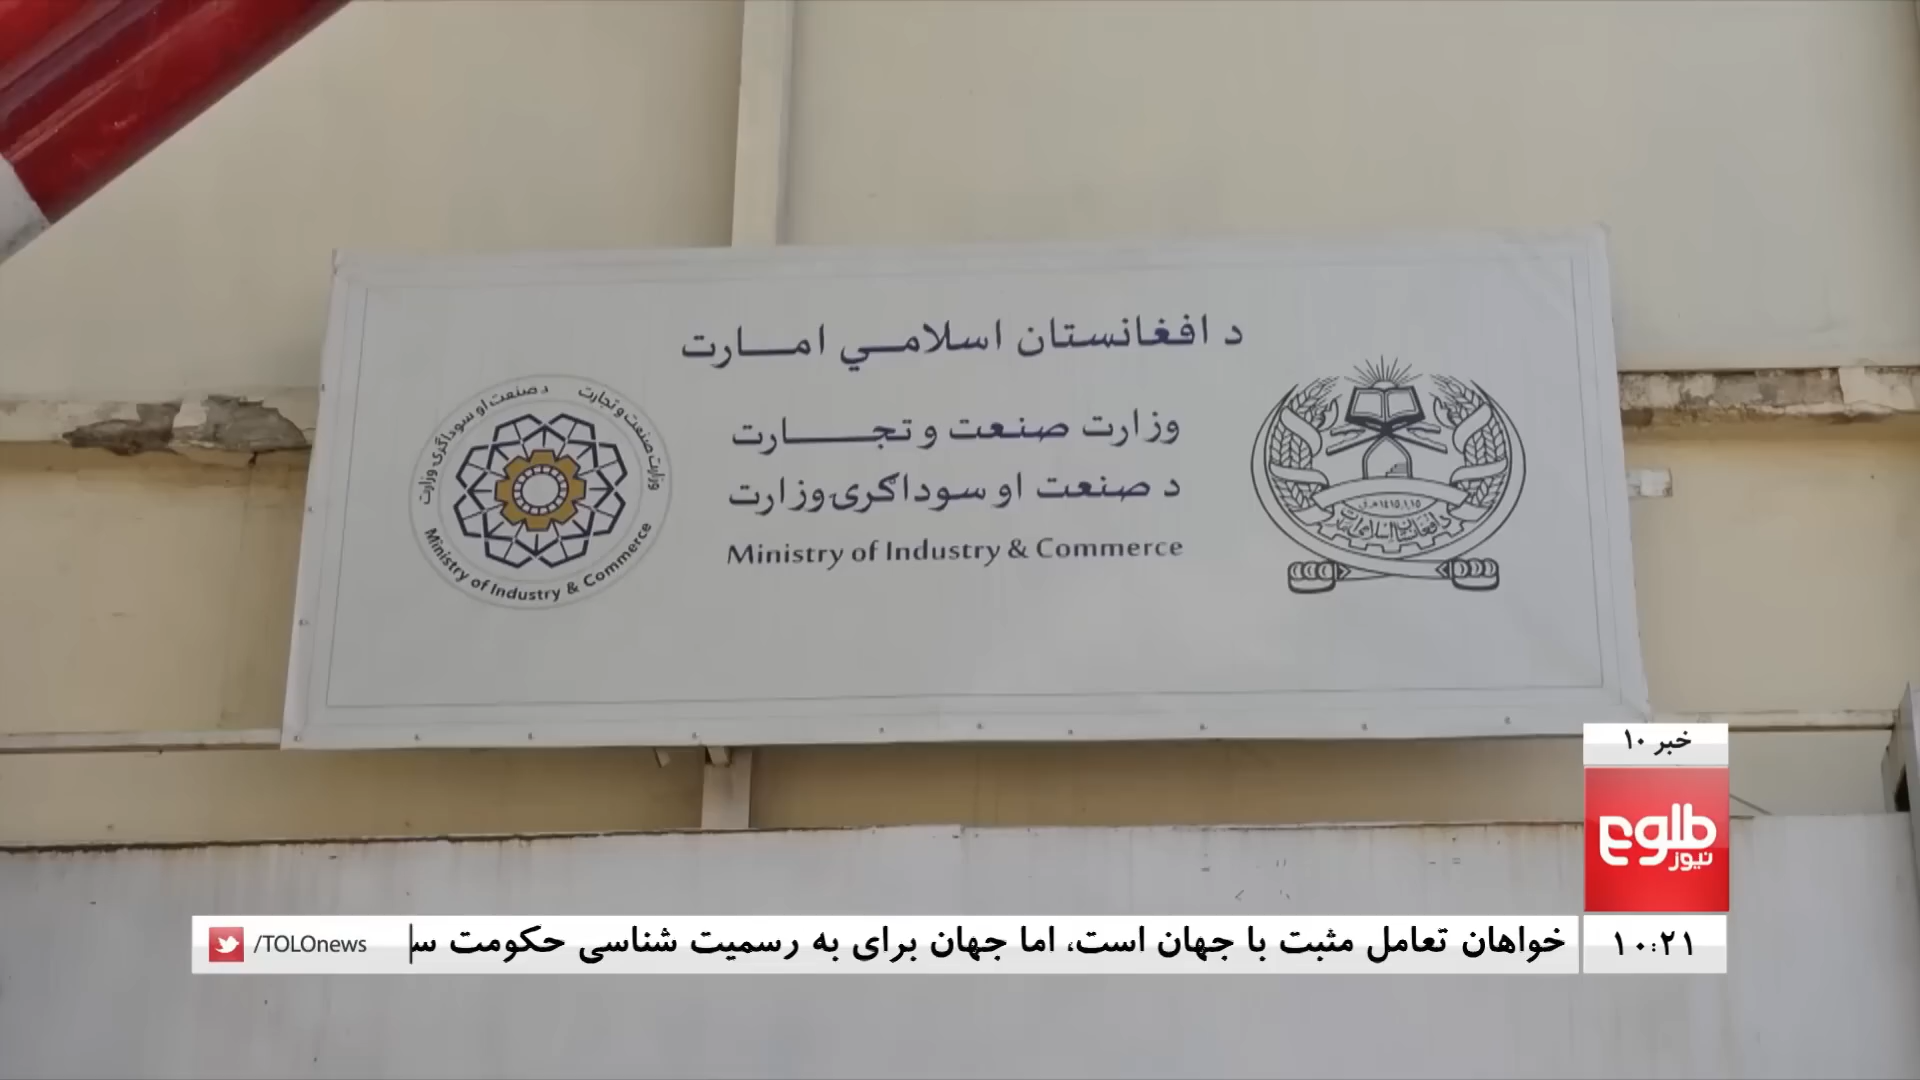 د افغانستان اسلامي امارت
وزارت صنعت و تجارت
د صنعت او سوداګرۍ وزارت
Ministry of Industry & Commerce
د صنعت او سوداګرۍ وزارت
وزارت صنعت و تجارت
Ministry of Industry & Commerce
خبر ۱۰
طلوع
نیوز
۱۰:۲۱
خواهان تعامل مثبت با جهان است، اما جهان برای به رسمیت شناسی حکومت سـ
/TOLOnews